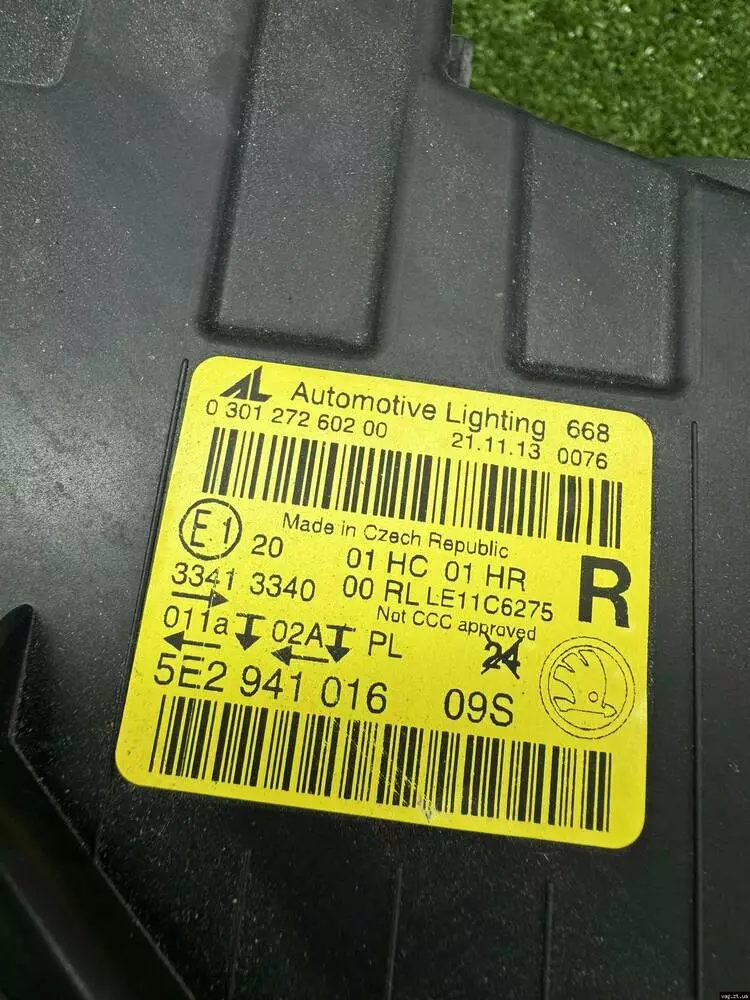 AL Automotive Lighting 668
0 301 272 602 00 21.11.13 0076
Made in Czech Republic
E1 20 01 HC 01 HR R
3341 3340 00 RL LE11C6275
Not CCC approved
011a 02A PL 24
5E2 941 016 09S
vag.zt.ua